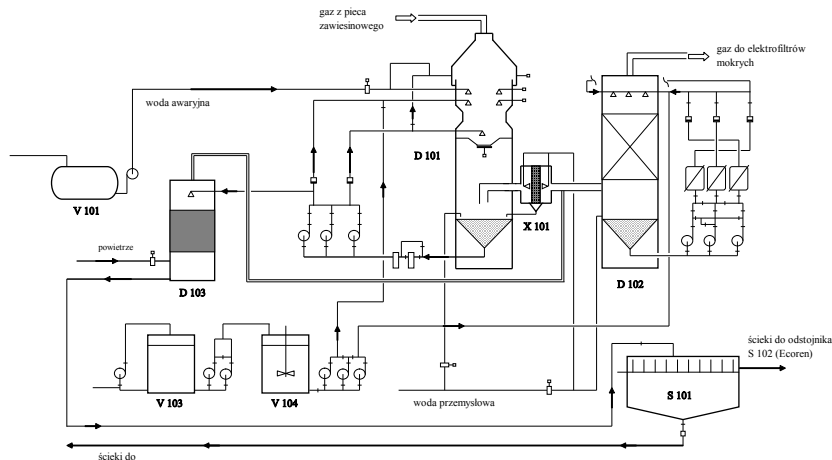 gaz z pieca
zawiesinowego
gaz do elektrofiltrów
mokrych
woda awaryjna
D 101
V 101
X 101
powietrze
D 103
D 102
ścieki do odstojnika
S 102 (Ecoren)
V 103
V 104
woda przemysłowa
S 101
ścieki do